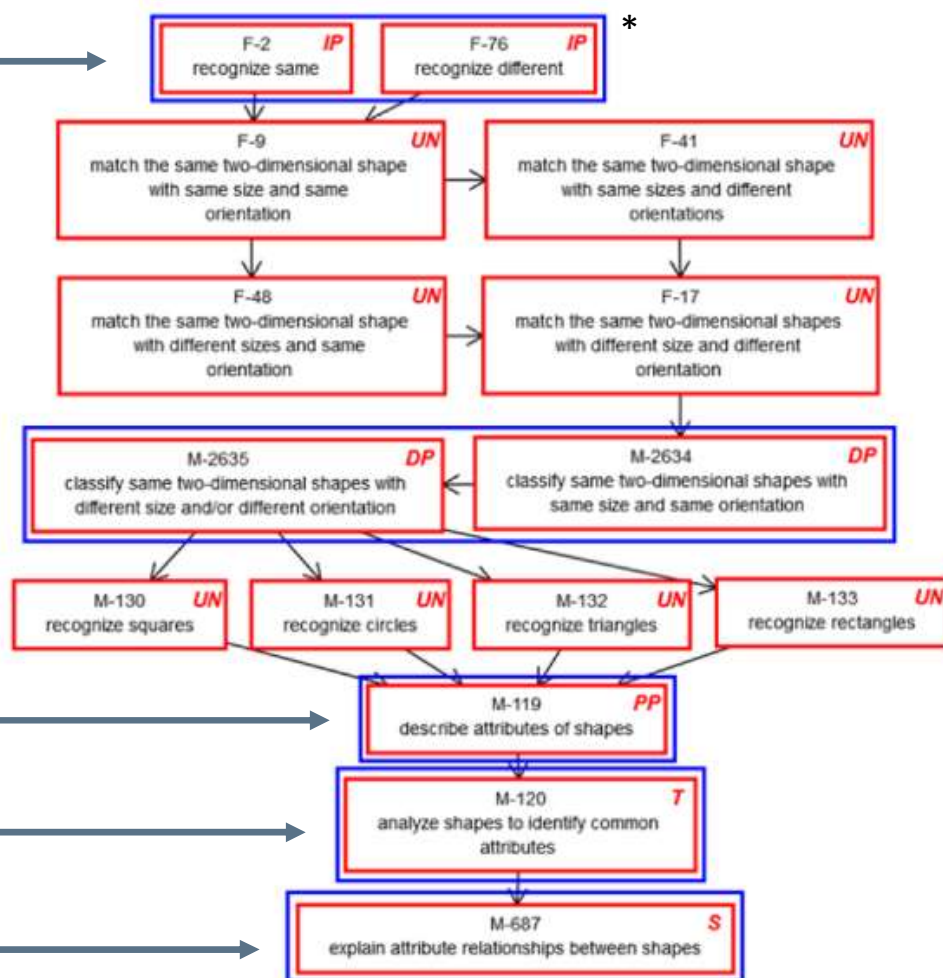 *
F-2 IP
recognize same
F-76 IP
recognize different
F-9 UN
match the same two-dimensional shape
with same size and same
orientation
F-41 UN
match the same two-dimensional shape
with same sizes and different
orientations
F-48 UN
match the same two-dimensional shape
with different sizes and same
orientation
F-17 UN
match the same two-dimensional shapes
with different size and different
orientation
M-2635 DP
classify same two-dimensional shapes with
different size and/or different orientation
M-2634 DP
classify same two-dimensional shapes with
same size and same orientation
M-130 UN
recognize squares
M-131 UN
recognize circles
M-132 UN
recognize triangles
M-133 UN
recognize rectangles
M-119 PP
describe attributes of shapes
M-120 T
analyze shapes to identify common
attributes
M-687 S
explain attribute relationships between shapes